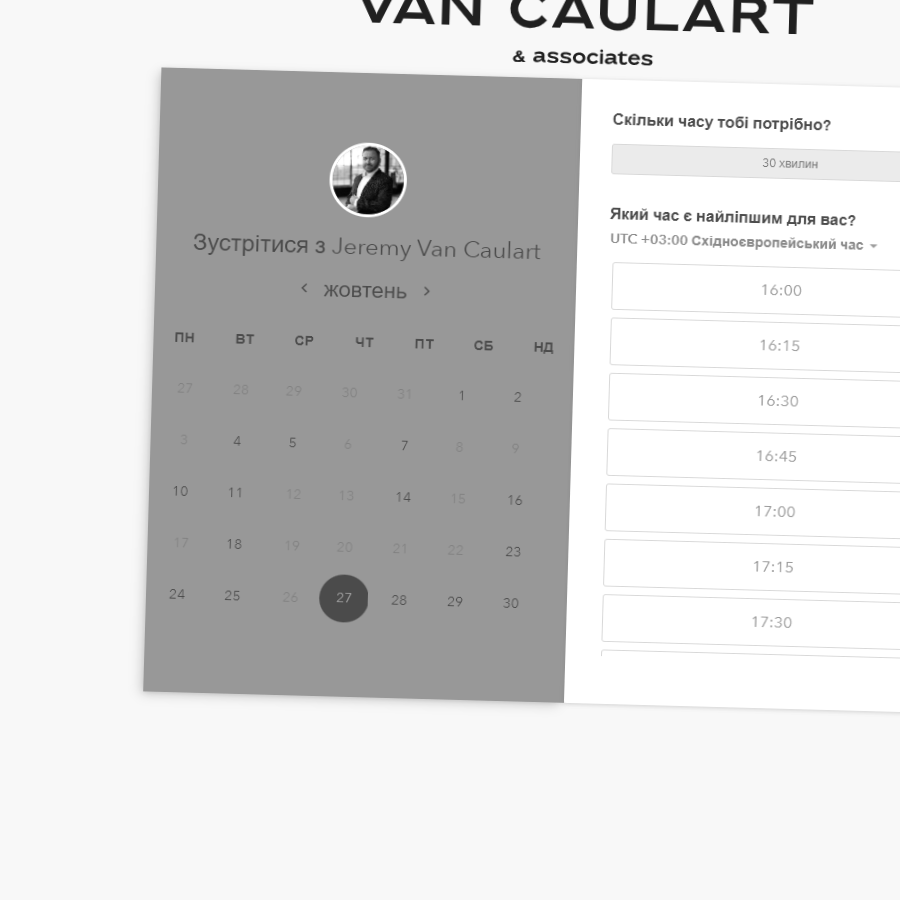 VAN CAULART
& associates
Зустрітися з Jeremy Van Caulart
‹ жовтень ›
ПН ВТ СР ЧТ ПТ СБ НД
27 28 29 30 31 1 2
3 4 5 6 7 8 9
10 11 12 13 14 15 16
17 18 19 20 21 22 23
24 25 26 27 28 29 30
Скільки часу тобі потрібно?
30 хвилин
Який час є найліпшим для вас?
UTC +03:00 Східноєвропейський час
16:00
16:15
16:30
16:45
17:00
17:15
17:30